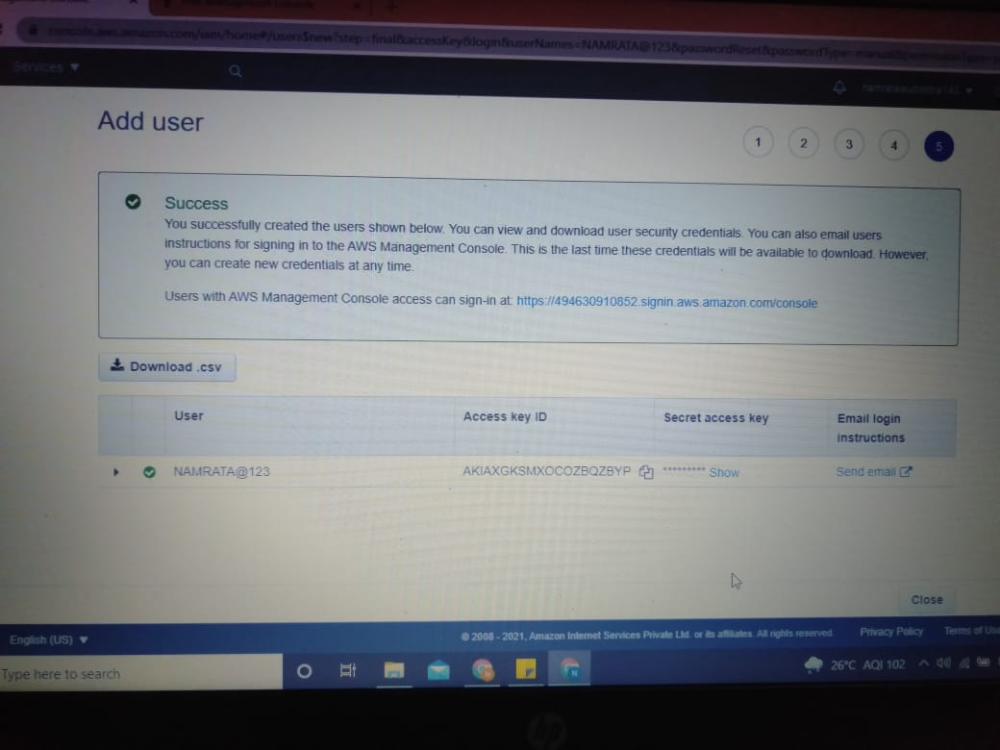 console.aws.amazon.com/iam/home#/users$new?step=final&accessKey&login&userNames=NAMRATA@123&passwordReset&passwordType=manual&permissionType=
Services ▼
Add user
1 2 3 4 5
Success
You successfully created the users shown below. You can view and download user security credentials. You can also email users
instructions for signing in to the AWS Management Console. This is the last time these credentials will be available to download. However,
you can create new credentials at any time.
Users with AWS Management Console access can sign-in at: https://494630910852.signin.aws.amazon.com/console
Download .csv
User Access key ID Secret access key Email login
instructions
NAMRATA@123 AKIAXGKSMXOCOZBQZBYP ********* Show Send email
Close
English (US) ▼ © 2008 - 2021, Amazon Internet Services Private Ltd. or its affiliates. All rights reserved. Privacy Policy Terms of Use
Type here to search 26°C AQI 102
hp